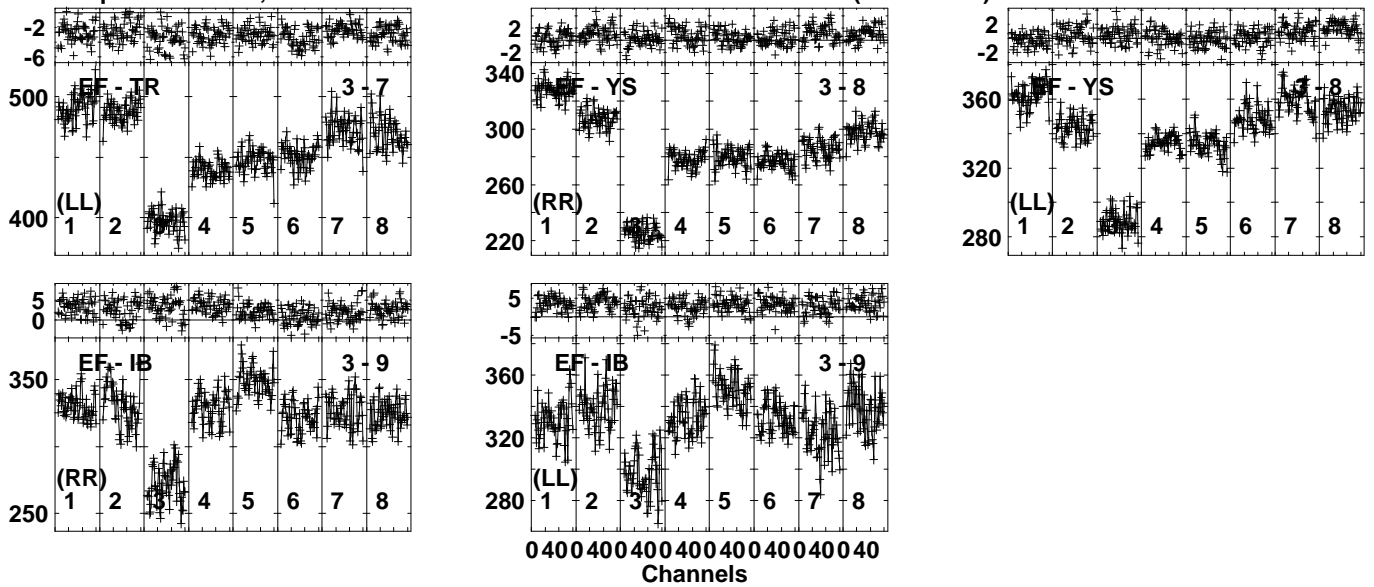 -2
-6
500
400
EF - TR
3 - 7
(LL)
1 2 3 4 5 6 7 8
2
-2
340
300
260
220
EF - YS
3 - 8
(RR)
1 2 3 4 5 6 7 8
2
-2
360
320
280
EF - YS
3 - 8
(LL)
1 2 3 4 5 6 7 8
5
0
350
250
EF - IB
3 - 9
(RR)
1 2 3 4 5 6 7 8
5
-5
360
320
280
EF - IB
3 - 9
(LL)
1 2 3 4 5 6 7 8
0 40 0 40 0 40 0 40 0 40 0 40 0 40 0 40
Channels